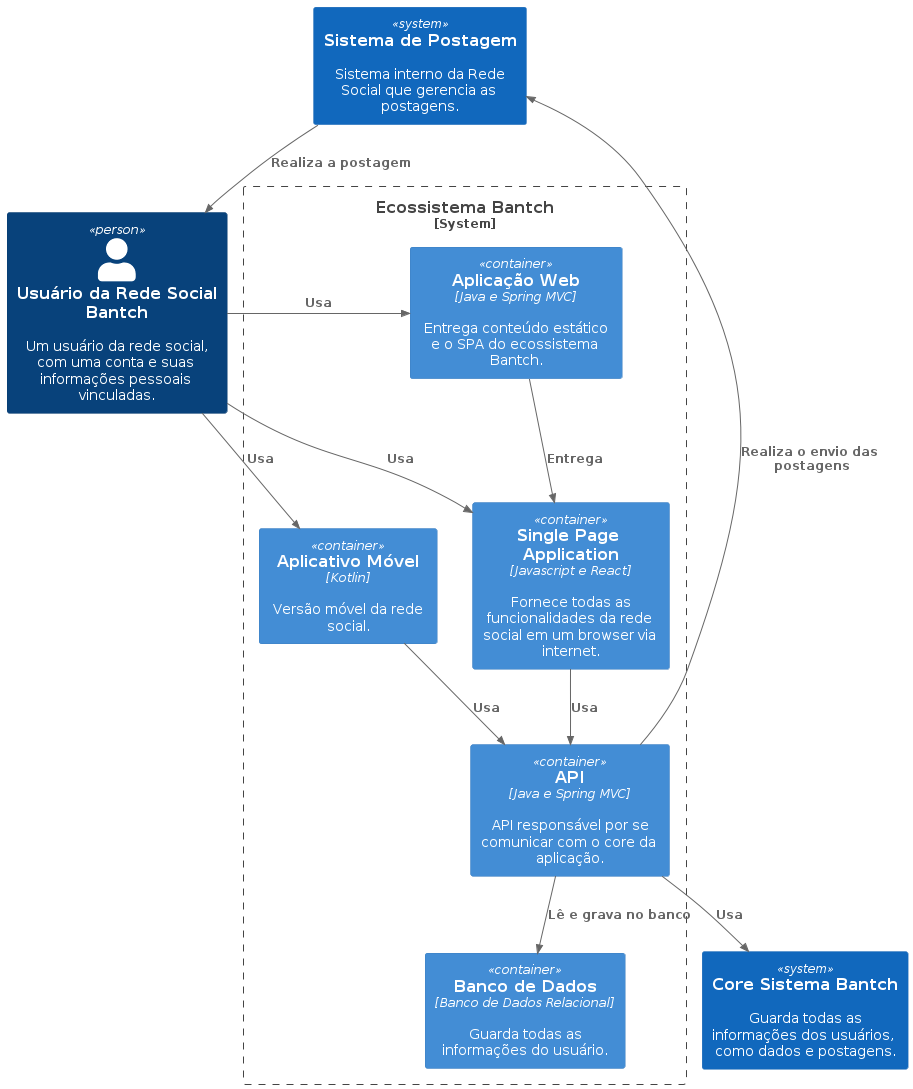 «system»
Sistema de Postagem
Sistema interno da Rede
Social que gerencia as
postagens.
Realiza a postagem
Ecossistema Bantch
[System]
«person»
Usuário da Rede Social
Bantch
Um usuário da rede social,
com uma conta e suas
informações pessoais
vinculadas.
Usa
«container»
Aplicação Web
[Java e Spring MVC]
Entrega conteúdo estático
e o SPA do ecossistema
Bantch.
Usa
Usa
Entrega
Realiza o envio das
postagens
«container»
Aplicativo Móvel
[Kotlin]
Versão móvel da rede
social.
«container»
Single Page
Application
[Javascript e React]
Fornece todas as
funcionalidades da rede
social em um browser via
internet.
Usa
Usa
«container»
API
[Java e Spring MVC]
API responsável por se
comunicar com o core da
aplicação.
Lê e grava no banco
Usa
«container»
Banco de Dados
[Banco de Dados Relacional]
Guarda todas as
informações do usuário.
«system»
Core Sistema Bantch
Guarda todas as
informações dos usuários,
como dados e postagens.